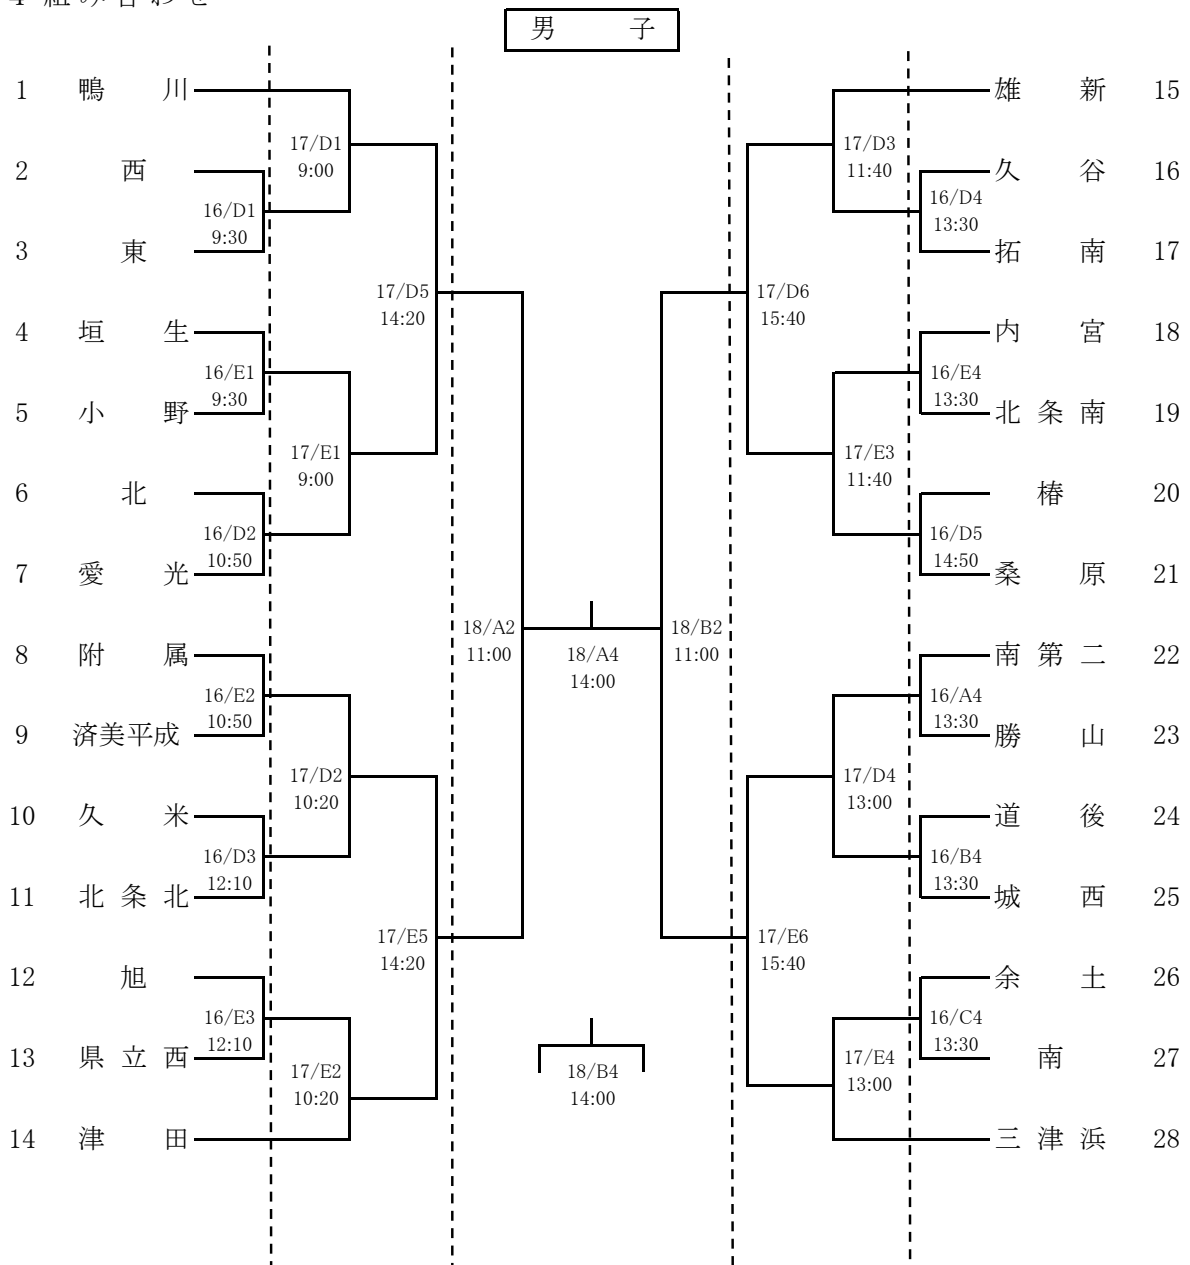 4 組み合わせ
男 子
1 鴨 川
雄 新 15
17/D1
9:00
17/D3
11:40
2 西
久 谷 16
16/D1
9:30
16/D4
13:30
3 東
拓 南 17
17/D5
14:20
17/D6
15:40
4 垣 生
内 宮 18
16/E1
9:30
16/E4
13:30
5 小 野
北 条 南 19
17/E1
9:00
17/E3
11:40
6 北
椿 20
16/D2
10:50
16/D5
14:50
7 愛 光
桑 原 21
18/A2
11:00
18/A4
14:00
18/B2
11:00
8 附 属
南 第 二 22
16/E2
10:50
16/A4
13:30
9 済美平成
勝 山 23
17/D2
10:20
17/D4
13:00
10 久 米
道 後 24
16/D3
12:10
16/B4
13:30
11 北 条 北
城 西 25
17/E5
14:20
17/E6
15:40
12 旭
余 土 26
16/E3
12:10
16/C4
13:30
13 県 立 西
南 27
17/E2
10:20
18/B4
14:00
17/E4
13:00
14 津 田
三 津 浜 28